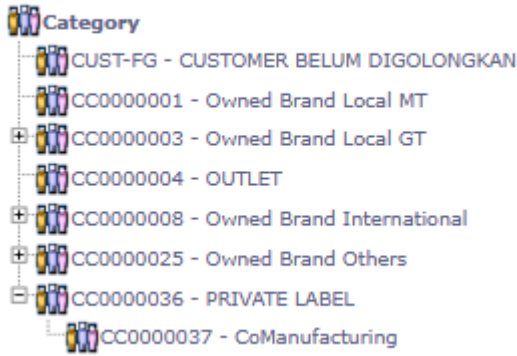 Category
CUST-FG - CUSTOMER BELUM DIGOLONGKAN
CC0000001 - Owned Brand Local MT
CC0000003 - Owned Brand Local GT
CC0000004 - OUTLET
CC0000008 - Owned Brand International
CC0000025 - Owned Brand Others
CC0000036 - PRIVATE LABEL
CC0000037 - CoManufacturing